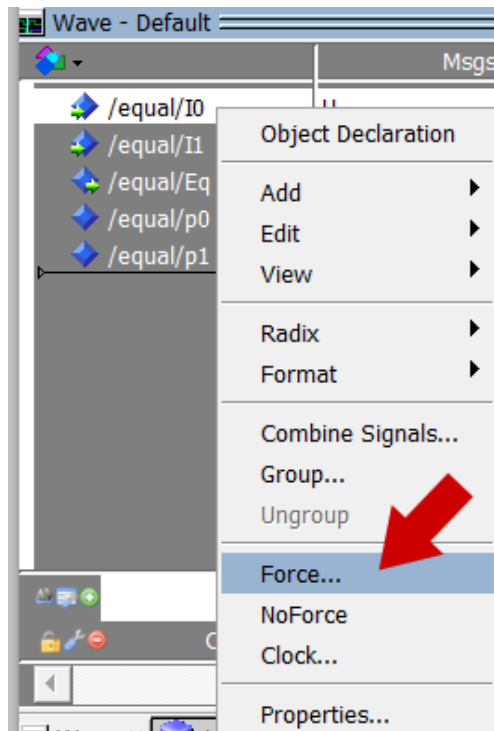 Wave - Default
Msgs
/equal/I0
/equal/I1
/equal/Eq
/equal/p0
/equal/p1
Object Declaration
Add
Edit
View
Radix
Format
Combine Signals...
Group...
Ungroup
Force...
NoForce
Clock...
Properties...